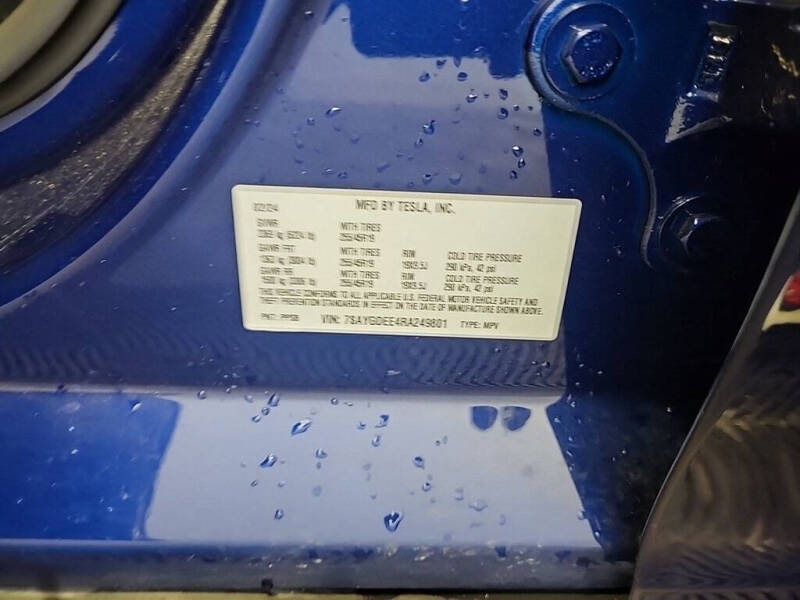 02/24 MFD BY TESLA, INC.
GVWR WITH TIRES
255/45R19
GAWR FRT WITH TIRES RIM COLD TIRE PRESSURE
255/45R19 19X9.5J 290 kPa, 42 psi
GAWR RR WITH TIRES RIM COLD TIRE PRESSURE
255/45R19 19X9.5J 290 kPa, 42 psi
THIS VEHICLE CONFORMS TO ALL APPLICABLE U.S. FEDERAL MOTOR VEHICLE SAFETY AND
THEFT PREVENTION STANDARDS IN EFFECT ON THE DATE OF MANUFACTURE SHOWN ABOVE.
PNT: PPSB VIN: 7SAYGDEE4RA249801 TYPE: MPV